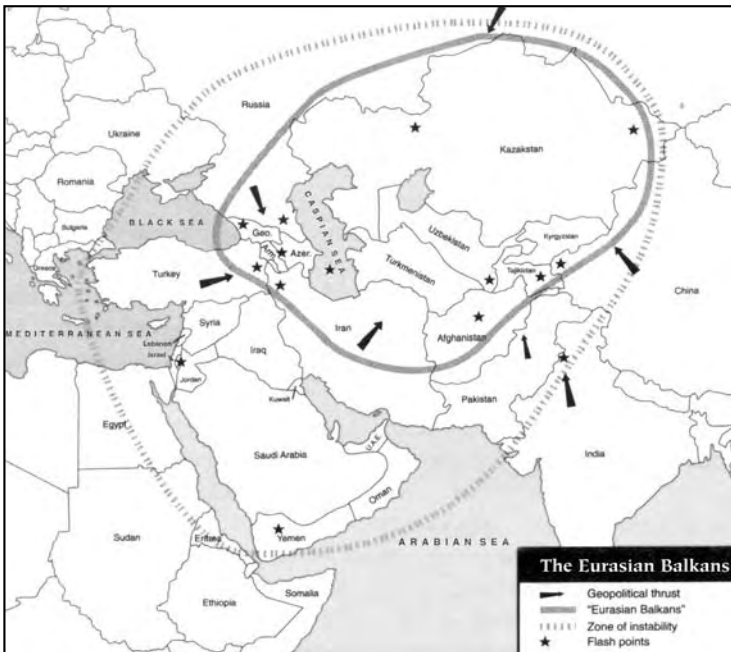 Russia
Ukraine
Kazakstan
Romania
CASPIAN SEA
BLACK SEA
Bulgaria
Geo.
Uzbekistan
Kyrgyzstan
Arm.
Azer.
Greece
Turkey
Turkmenistan
Tajikistan
China
MEDITERRANEAN SEA
Syria
Iran
Afghanistan
Lebanon
Israel
Iraq
Jordan
Kuwait
Pakistan
Egypt
U.A.E.
India
Saudi Arabia
Oman
Sudan
Eritrea
Yemen
ARABIAN SEA
Ethiopia
Somalia
The Eurasian Balkans
Geopolitical thrust
"Eurasian Balkans"
Zone of instability
Flash points